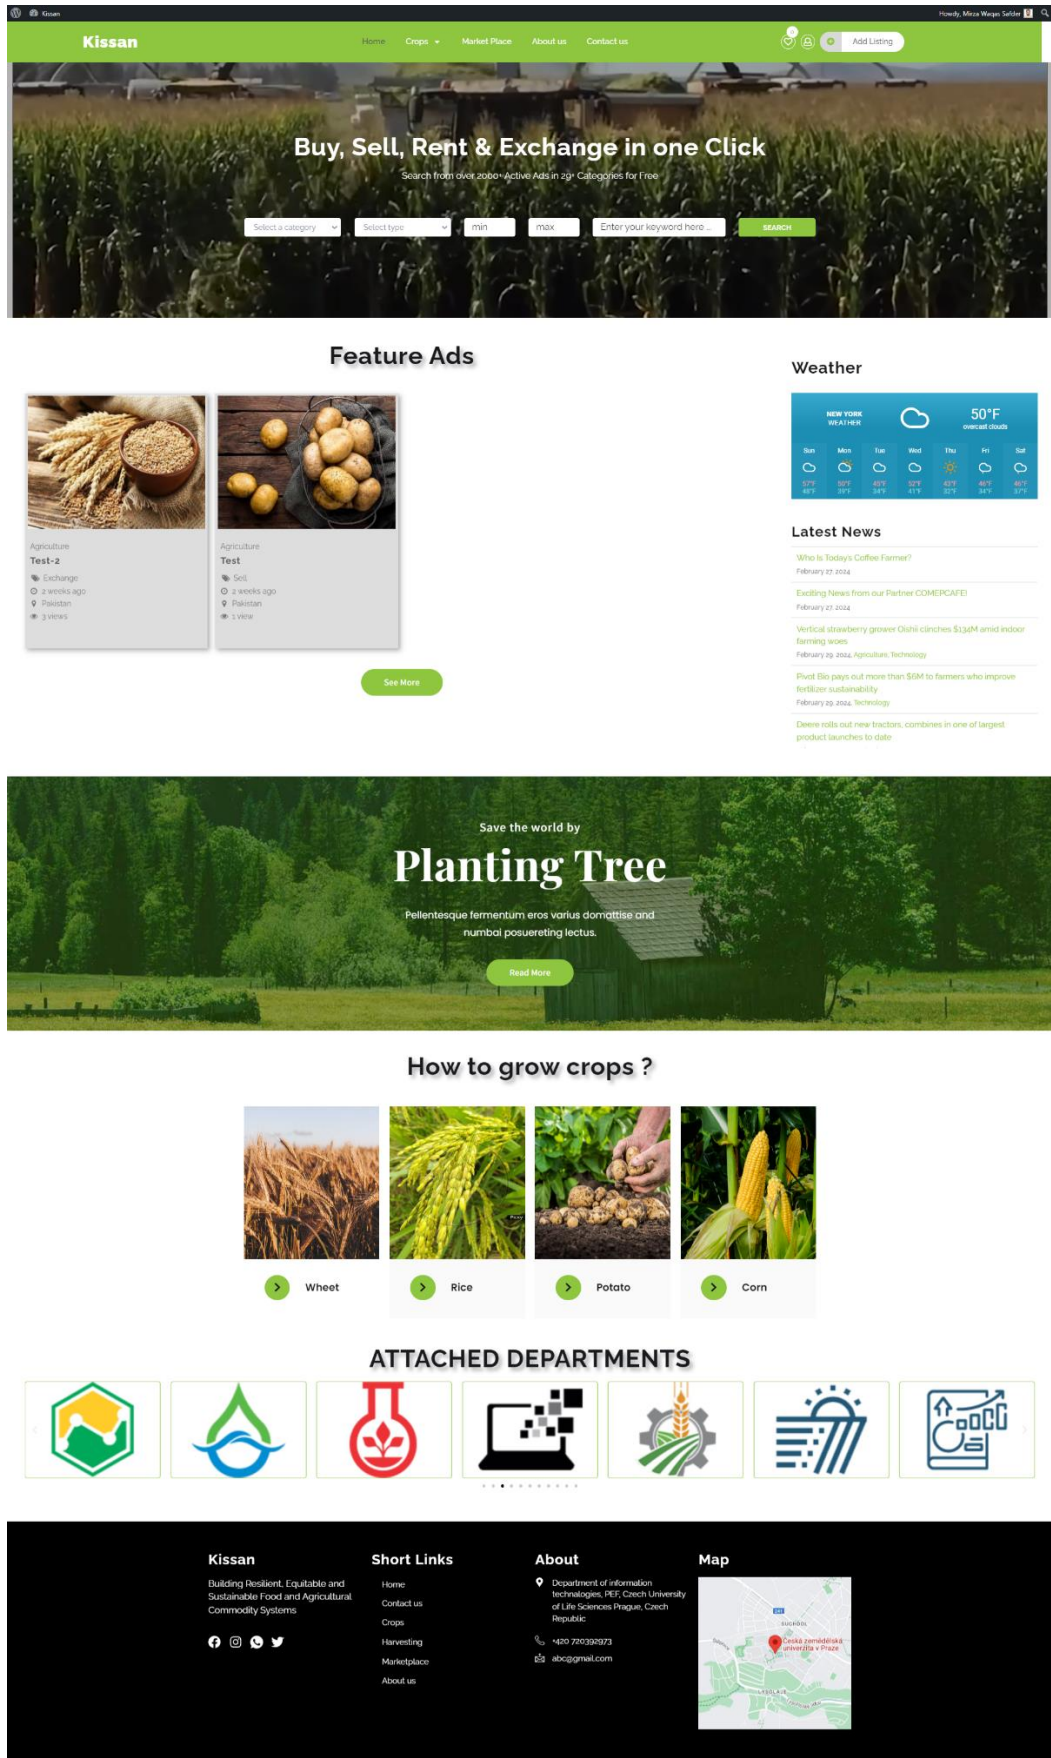 Kissan
Howdy, Mirza Waqas Safder
Kissan
Home Crops Market Place About us Contact us
0
Add Listing
Buy, Sell, Rent & Exchange in one Click
Search from over 2000+ Active Ads in 29+ Categories for Free
Select a category Select type min max Enter your keyword here ... SEARCH
Feature Ads
Agriculture
Test-2
Exchange
2 weeks ago
Pakistan
3 views
Agriculture
Test
Sell
2 weeks ago
Pakistan
1 view
See More
Weather
NEW YORK
WEATHER
50°F
overcast clouds
Sun Mon Tue Wed Thu Fri Sat
Latest News
Who Is Today's Coffee Farmer?
February 27, 2024
Exciting News from our Partner COMEPCAFE!
February 27, 2024
Vertical strawberry grower Oishii clinches $134M amid indoor
farming woes
February 29, 2024, Agriculture, Technology
Pivot Bio pays out more than $6M to farmers who improve
fertilizer sustainability
February 29, 2024, Technology
Deere rolls out new tractors, combines in one of largest
product launches to date
Save the world by
Planting Tree
Pellentesque fermentum eros varius domattise and
numbai posuereting lectus.
Read More
How to grow crops ?
Wheet
Rice
Potato
Corn
ATTACHED DEPARTMENTS
Kissan
Building Resilient, Equitable and
Sustainable Food and Agricultural
Commodity Systems
Short Links
Home
Contact us
Crops
Harvesting
Marketplace
About us
About
Department of information
technologies, PEF, Czech University
of Life Sciences Prague, Czech
Republic
+420 720392973
abc@gmail.com
Map
SUCHDOL
Česká zemědělská
univerzita v Praze